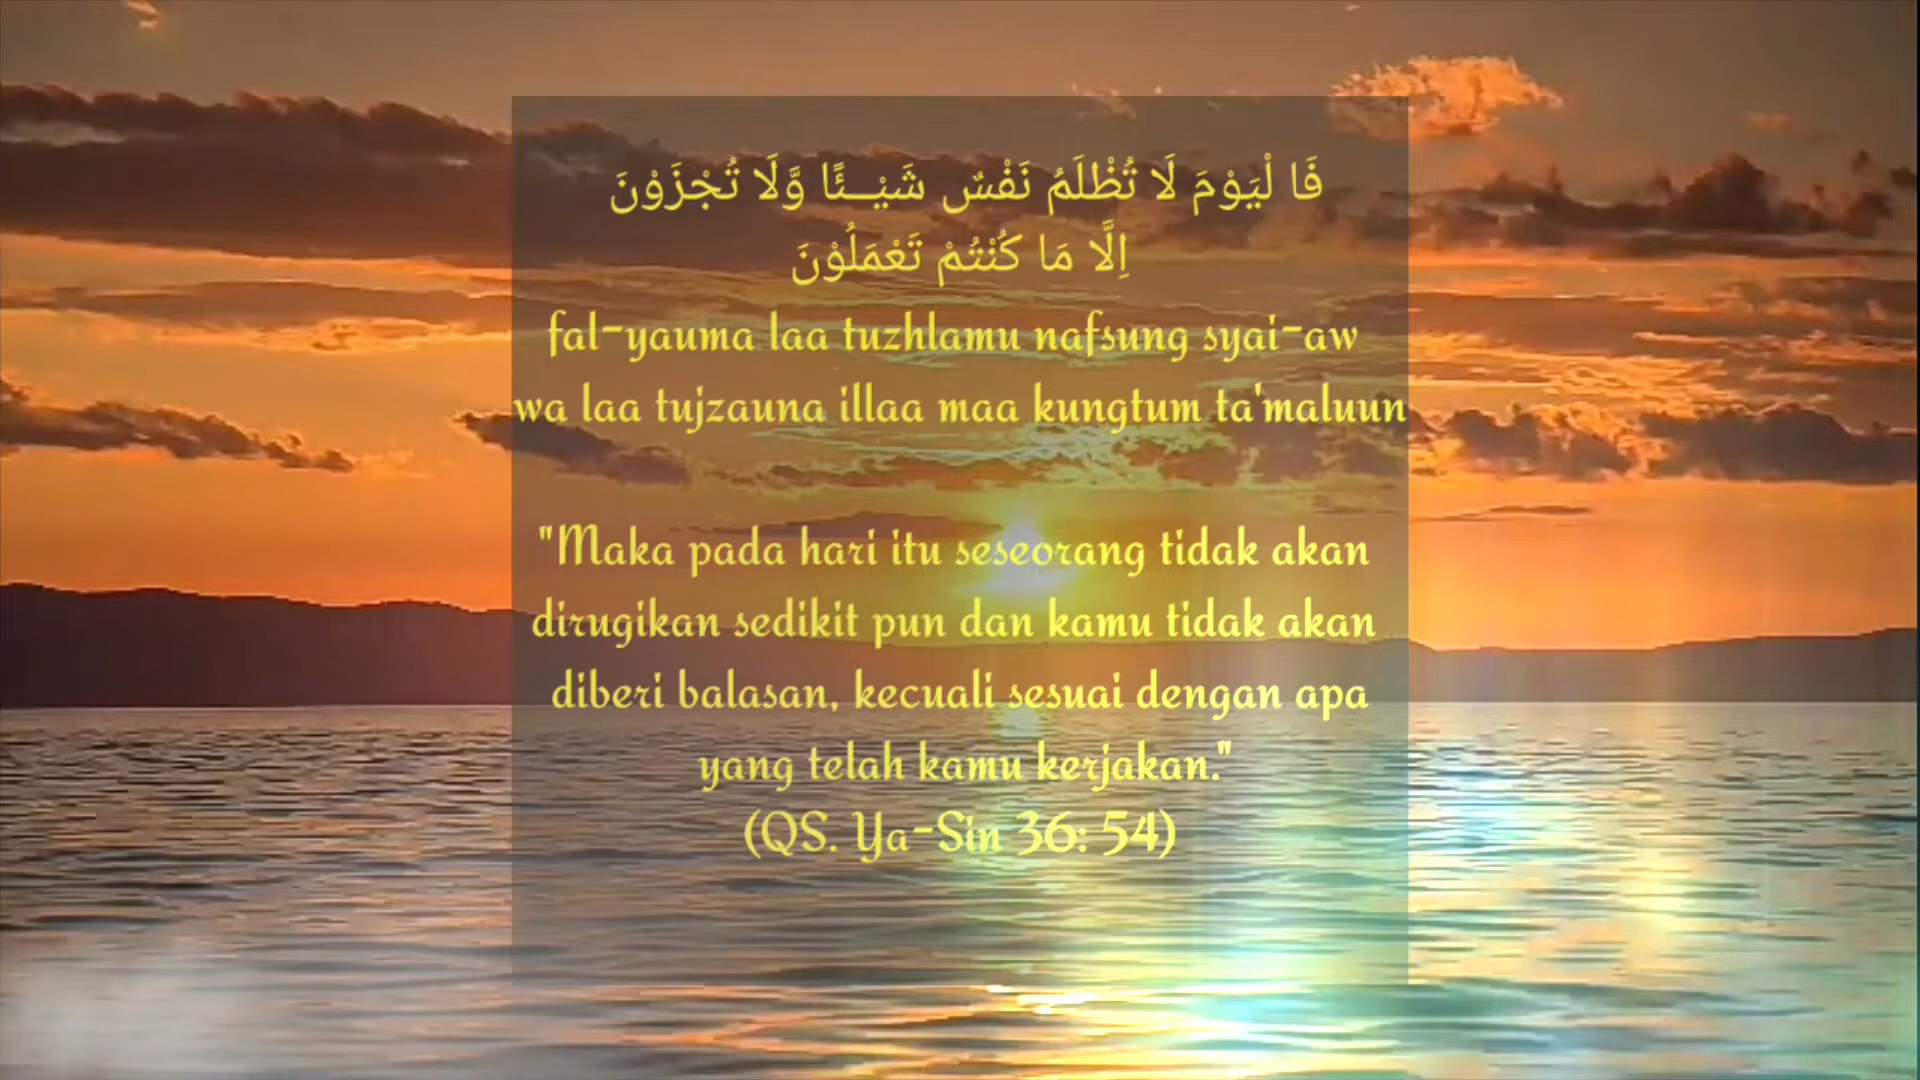 فَا لْيَوْمَ لَا تُظْلَمُ نَفْسٌ شَيْــئًا وَّلَا تُجْزَوْنَ
اِلَّا مَا كُنْتُمْ تَعْمَلُوْنَ
fal-yauma laa tuzhlamu nafsung syai-aw
wa laa tujzauna illaa maa kungtum ta'maluun
"Maka pada hari itu seseorang tidak akan
dirugikan sedikit pun dan kamu tidak akan
diberi balasan, kecuali sesuai dengan apa
yang telah kamu kerjakan."
(QS. Ya-Sin 36: 54)